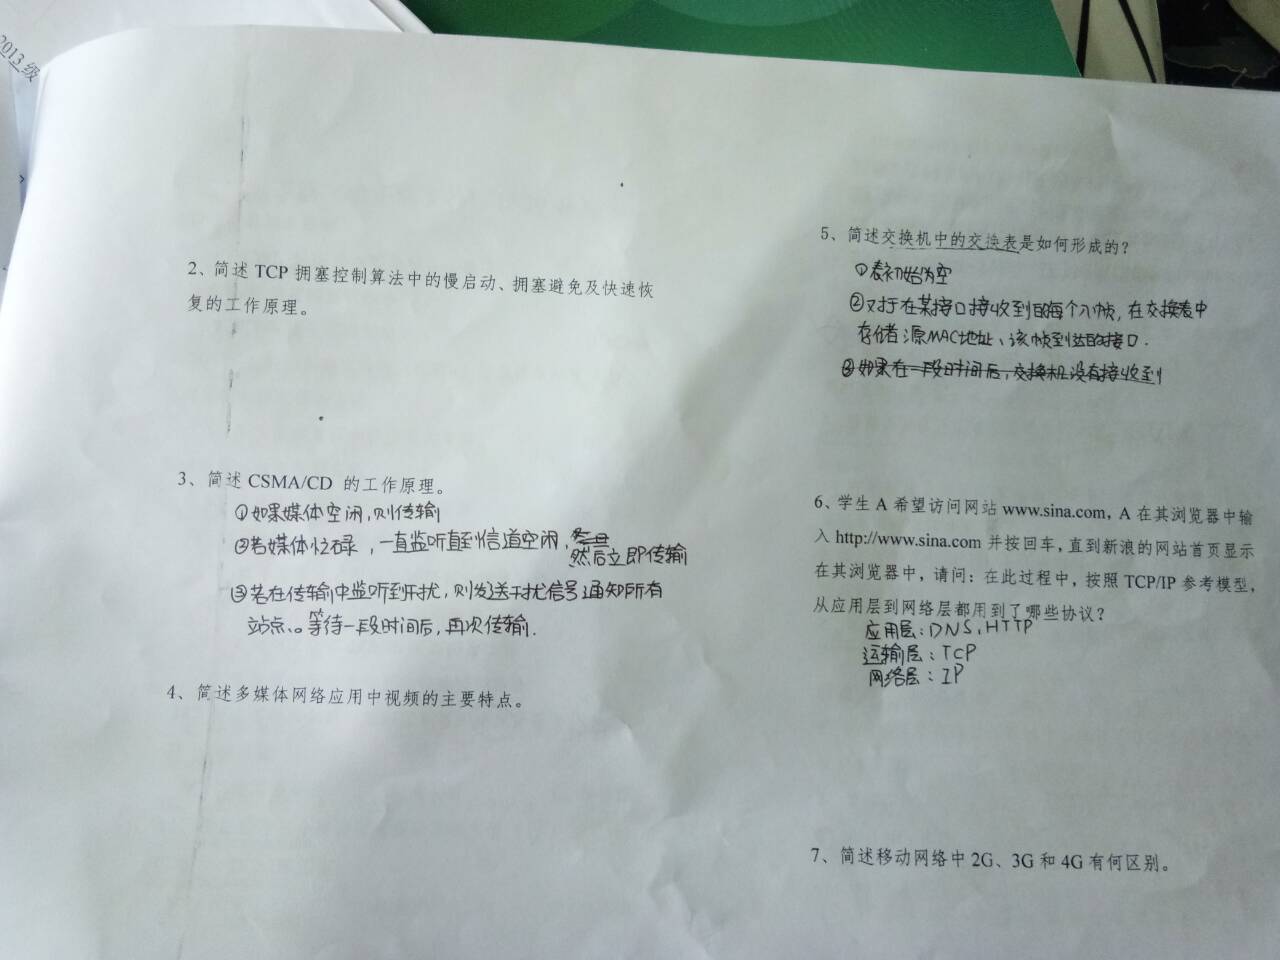 2013 级
2、简述 TCP 拥塞控制算法中的慢启动、拥塞避免及快速恢
复的工作原理。
3、简述 CSMA/CD 的工作原理。
①如果媒体空闲,则传输
②若媒体忙碌，一直监听直到信道空闲,
然后立即传输
③若在传输中监听到干扰,则发送干扰信号通知所有
站点、。等待一段时间后,再次传输.
4、简述多媒体网络应用中视频的主要特点。
5、简述交换机中的交换表是如何形成的？
①表初始为空
②对于在某接口接收到的每个入帧,在交换表中
存储源MAC地址、该帧到达的接口.
③如果在一段时间后,交换机没有接收到
6、学生 A 希望访问网站 www.sina.com，A 在其浏览器中输
入 http://www.sina.com 并按回车，直到新浪的网站首页显示
在其浏览器中，请问：在此过程中，按照 TCP/IP 参考模型，
从应用层到网络层都用到了哪些协议？
应用层:DNS、HTTP
运输层:TCP
网络层:IP
7、简述移动网络中 2G、3G 和 4G 有何区别。